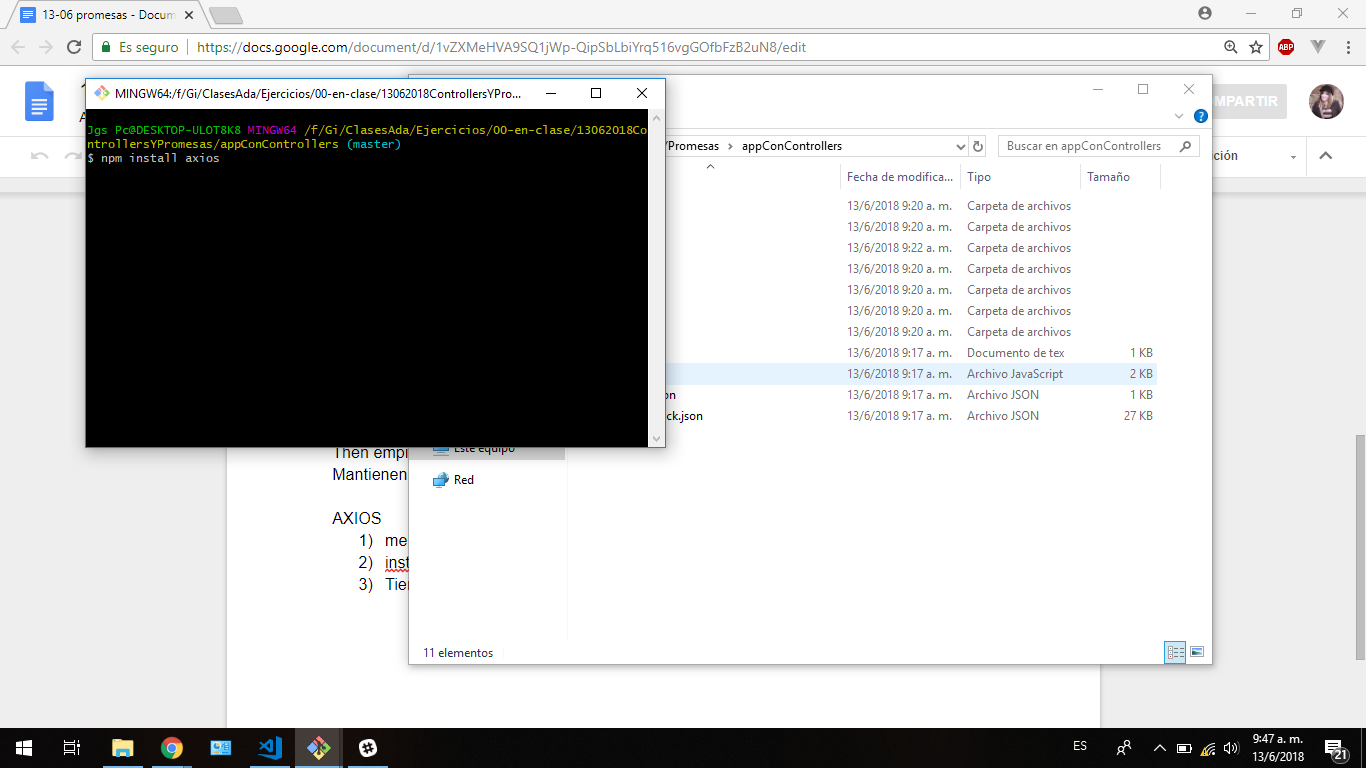 13-06 promesas - Docum
Es seguro
https://docs.google.com/document/d/1vZXMeHVA9SQ1jWp-QipSbLbiYrq516vgGOfbFzB2uN8/edit
ABP
MINGW64:/f/Gi/ClasesAda/Ejercicios/00-en-clase/13062018ControllersYPro...
Jgs Pc@DESKTOP-ULOT8K8 MINGW64 /f/Gi/ClasesAda/Ejercicios/00-en-clase/13062018Co
ntrollersYPromesas/appConControllers (master)
$ npm install axios
MPARTIR
YPromesas > appConControllers
Buscar en appConControllers
ción
Fecha de modifica... Tipo Tamaño
13/6/2018 9:20 a. m. Carpeta de archivos
13/6/2018 9:20 a. m. Carpeta de archivos
13/6/2018 9:22 a. m. Carpeta de archivos
13/6/2018 9:20 a. m. Carpeta de archivos
13/6/2018 9:20 a. m. Carpeta de archivos
13/6/2018 9:20 a. m. Carpeta de archivos
13/6/2018 9:20 a. m. Carpeta de archivos
13/6/2018 9:17 a. m. Documento de tex 1 KB
13/6/2018 9:17 a. m. Archivo JavaScript 2 KB
on 13/6/2018 9:17 a. m. Archivo JSON 1 KB
ck.json 13/6/2018 9:17 a. m. Archivo JSON 27 KB
Este equipo
Red
11 elementos
Then empi
Mantienen
AXIOS
1) me
2) inst
3) Tier
ES
9:47 a. m.
13/6/2018
21